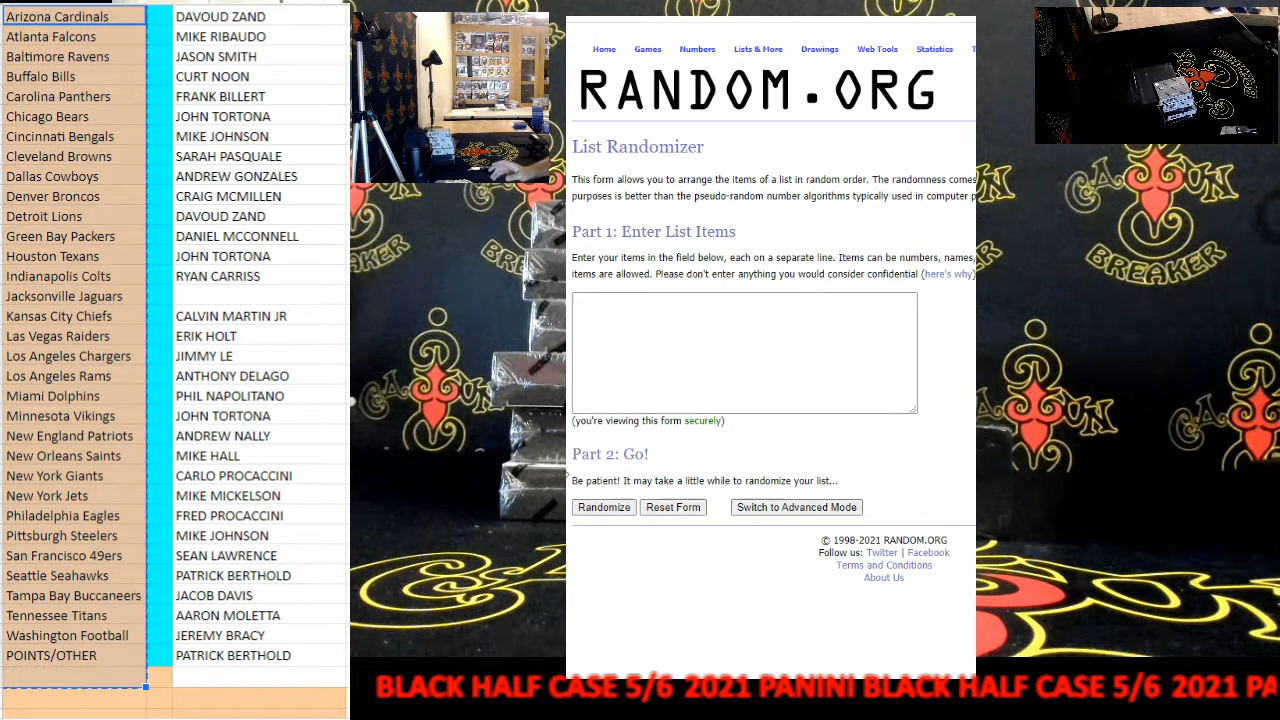 Arizona Cardinals DAVOUD ZAND
Atlanta Falcons MIKE RIBAUDO
Baltimore Ravens JASON SMITH
Buffalo Bills CURT NOON
Carolina Panthers FRANK BILLERT
Chicago Bears JOHN TORTONA
Cincinnati Bengals MIKE JOHNSON
Cleveland Browns SARAH PASQUALE
Dallas Cowboys ANDREW GONZALES
Denver Broncos CRAIG MCMILLEN
Detroit Lions DAVOUD ZAND
Green Bay Packers DANIEL MCCONNELL
Houston Texans JOHN TORTONA
Indianapolis Colts RYAN CARRISS
Jacksonville Jaguars
Kansas City Chiefs CALVIN MARTIN JR
Las Vegas Raiders ERIK HOLT
Los Angeles Chargers JIMMY LE
Los Angeles Rams ANTHONY DELAGO
Miami Dolphins PHIL NAPOLITANO
Minnesota Vikings JOHN TORTONA
New England Patriots ANDREW NALLY
New Orleans Saints MIKE HALL
New York Giants CARLO PROCACCINI
New York Jets MIKE MICKELSON
Philadelphia Eagles FRED PROCACCINI
Pittsburgh Steelers MIKE JOHNSON
San Francisco 49ers SEAN LAWRENCE
Seattle Seahawks PATRICK BERTHOLD
Tampa Bay Buccaneers JACOB DAVIS
Tennessee Titans AARON MOLETTA
Washington Football JEREMY BRACY
POINTS/OTHER PATRICK BERTHOLD
Home Games Numbers Lists & More Drawings Web Tools Statistics T
RANDOM.ORG
List Randomizer
This form allows you to arrange the items of a list in random order. The randomness comes
purposes is better than the pseudo-random number algorithms typically used in computer p
Part 1: Enter List Items
Enter your items in the field below, each on a separate line. Items can be numbers, names,
items are allowed. Please don't enter anything you would consider confidential (here's why)
(you're viewing this form securely)
Part 2: Go!
Be patient! It may take a little while to randomize your list...
Randomize Reset Form Switch to Advanced Mode
© 1998-2021 RANDOM.ORG
Follow us: Twitter | Facebook
Terms and Conditions
About Us
BREAKER
BREAKER
BLACK HALF CASE 5/6 2021 PANINI BLACK HALF CASE 5/6 2021 PA